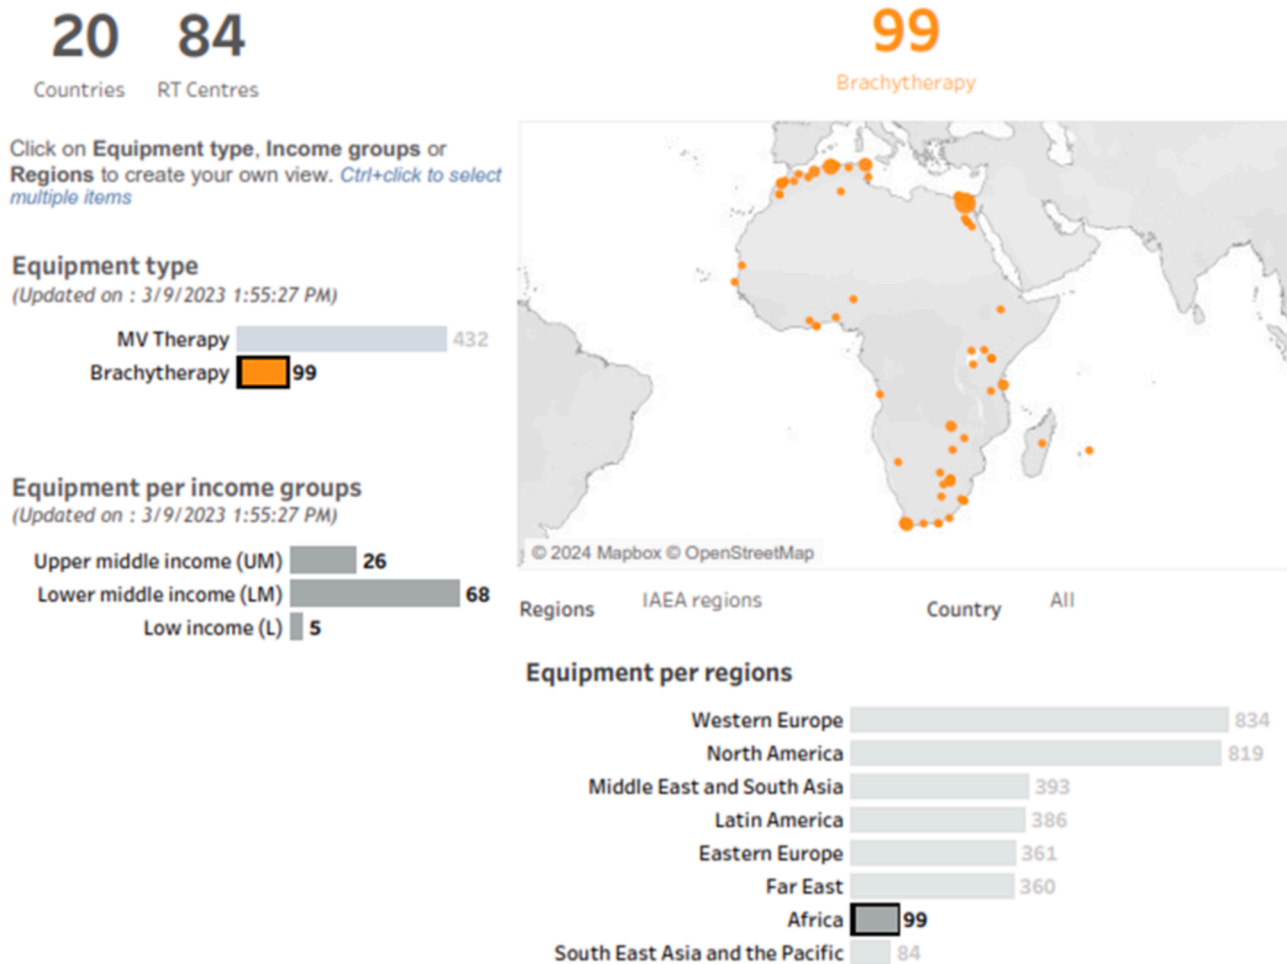 20
Countries
84
RT Centres
99
Brachytherapy
Click on Equipment type, Income groups or
Regions to create your own view. Ctrl+click to select
multiple items
Equipment type
(Updated on : 3/9/2023 1:55:27 PM)
MV Therapy 432
Brachytherapy 99
Equipment per income groups
(Updated on : 3/9/2023 1:55:27 PM)
Upper middle income (UM) 26
Lower middle income (LM) 68
Low income (L) 5
© 2024 Mapbox © OpenStreetMap
Regions IAEA regions Country All
Equipment per regions
Western Europe 834
North America 819
Middle East and South Asia 393
Latin America 386
Eastern Europe 361
Far East 360
Africa 99
South East Asia and the Pacific 84